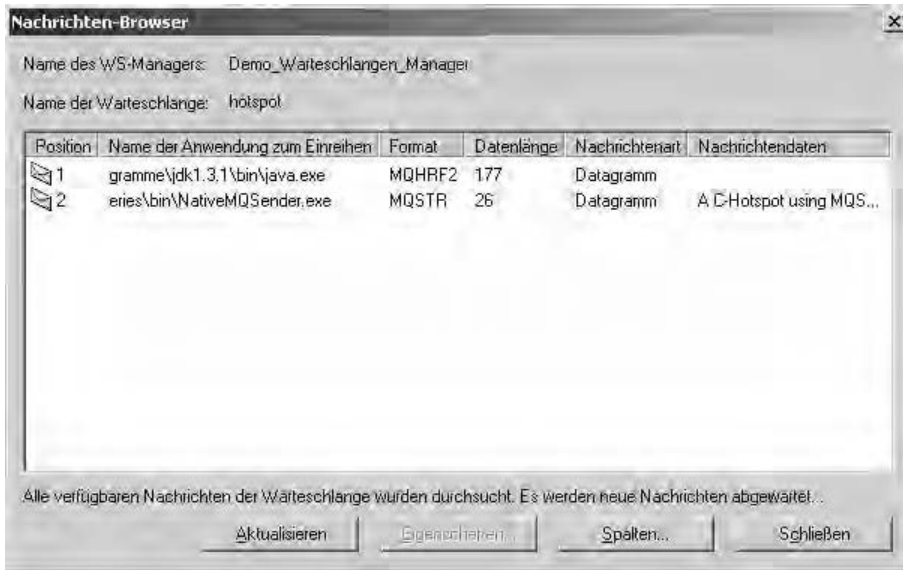 Nachrichten-Browser
Name des WS-Managers: Demo_Warteschlangen_Manager
Name der Warteschlange: hotspot
Position Name der Anwendung zum Einreihen Format Datenlänge Nachrichtenart Nachrichtendaten
1 gramme\jdk1.3.1\bin\java.exe MQHRF2 177 Datagramm
2 eries\bin\NativeMQSender.exe MQSTR 26 Datagramm A C-Hotspot using MQS...
Alle verfügbaren Nachrichten der Warteschlange wurden durchsucht. Es werden neue Nachrichten abgewartet...
Aktualisieren Eigenschaften... Spalten... Schließen